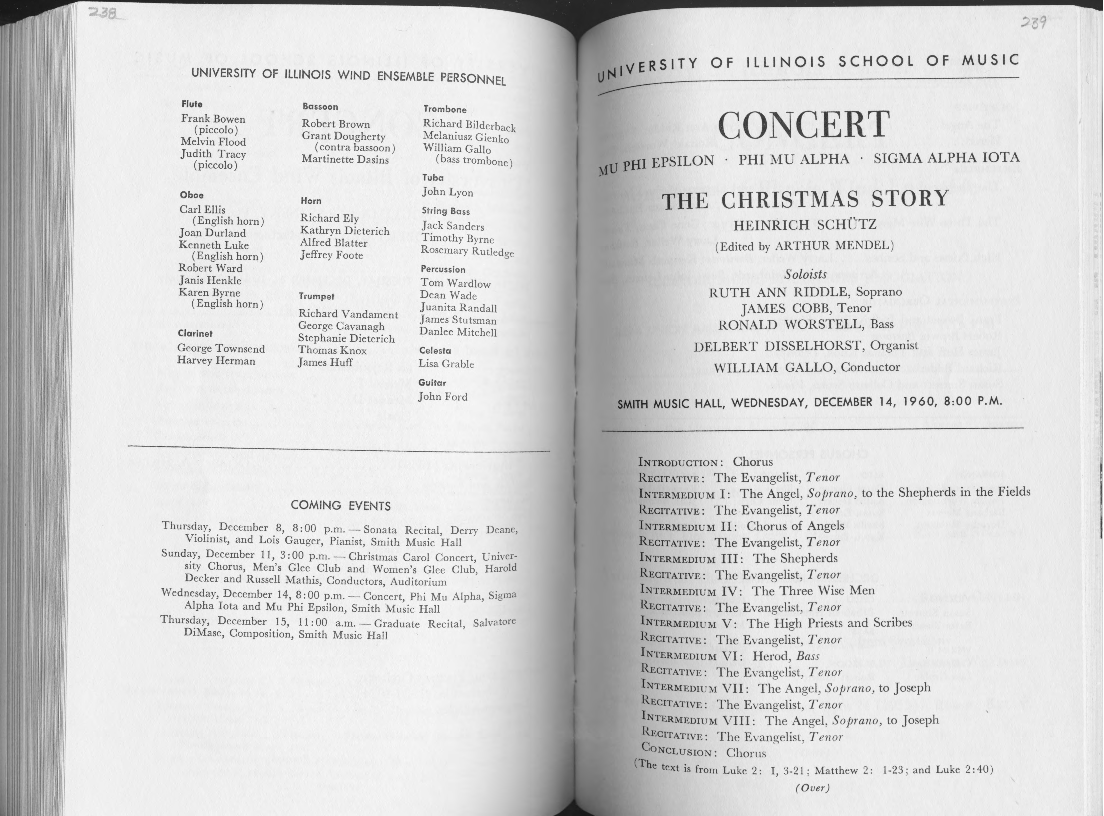 238
UNIVERSITY OF ILLINOIS WIND ENSEMBLE PERSONNEL
Flute
Frank Bowen
(piccolo)
Melvin Flood
Judith Tracy
(piccolo)
Oboe
Carl Ellis
(English horn)
Joan Durland
Kenneth Luke
(English horn)
Robert Ward
Janis Henkle
Karen Byrne
(English horn)
Clarinet
George Townsend
Harvey Herman
Bassoon
Robert Brown
Grant Dougherty
(contra bassoon)
Martinette Dasins
Horn
Richard Ely
Kathryn Dieterich
Alfred Blatter
Jeffrey Foote
Trumpet
Richard Vandament
George Cavanagh
Stephanie Dieterich
Thomas Knox
James Huff
Trombone
Richard Bilderback
Melaniusz Gienko
William Gallo
(bass trombone)
Tuba
John Lyon
String Bass
Jack Sanders
Timothy Byrne
Rosemary Rutledge
Percussion
Tom Wardlow
Dean Wade
Juanita Randall
James Stutsman
Danlee Mitchell
Celesta
Lisa Grable
Guitar
John Ford
COMING EVENTS
Thursday, December 8, 8:00 p.m. — Sonata Recital, Derry Deane,
Violinist, and Lois Gauger, Pianist, Smith Music Hall
Sunday, December 11, 3:00 p.m. — Christmas Carol Concert, Univer-
sity Chorus, Men's Glee Club and Women's Glee Club, Harold
Decker and Russell Mathis, Conductors, Auditorium
Wednesday, December 14, 8:00 p.m. — Concert, Phi Mu Alpha, Sigma
Alpha Iota and Mu Phi Epsilon, Smith Music Hall
Thursday, December 15, 11:00 a.m. — Graduate Recital, Salvatore
DiMase, Composition, Smith Music Hall
239
UNIVERSITY OF ILLINOIS SCHOOL OF MUSIC
CONCERT
MU PHI EPSILON · PHI MU ALPHA · SIGMA ALPHA IOTA
THE CHRISTMAS STORY
HEINRICH SCHÜTZ
(Edited by ARTHUR MENDEL)
Soloists
RUTH ANN RIDDLE, Soprano
JAMES COBB, Tenor
RONALD WORSTELL, Bass
DELBERT DISSELHORST, Organist
WILLIAM GALLO, Conductor
SMITH MUSIC HALL, WEDNESDAY, DECEMBER 14, 1960, 8:00 P.M.
INTRODUCTION: Chorus
RECITATIVE: The Evangelist, Tenor
INTERMEDIUM I: The Angel, Soprano, to the Shepherds in the Fields
RECITATIVE: The Evangelist, Tenor
INTERMEDIUM II: Chorus of Angels
RECITATIVE: The Evangelist, Tenor
INTERMEDIUM III: The Shepherds
RECITATIVE: The Evangelist, Tenor
INTERMEDIUM IV: The Three Wise Men
RECITATIVE: The Evangelist, Tenor
INTERMEDIUM V: The High Priests and Scribes
RECITATIVE: The Evangelist, Tenor
INTERMEDIUM VI: Herod, Bass
RECITATIVE: The Evangelist, Tenor
INTERMEDIUM VII: The Angel, Soprano, to Joseph
RECITATIVE: The Evangelist, Tenor
INTERMEDIUM VIII: The Angel, Soprano, to Joseph
RECITATIVE: The Evangelist, Tenor
CONCLUSION: Chorus
(The text is from Luke 2: I, 3-21; Matthew 2: 1-23; and Luke 2:40)
(Over)